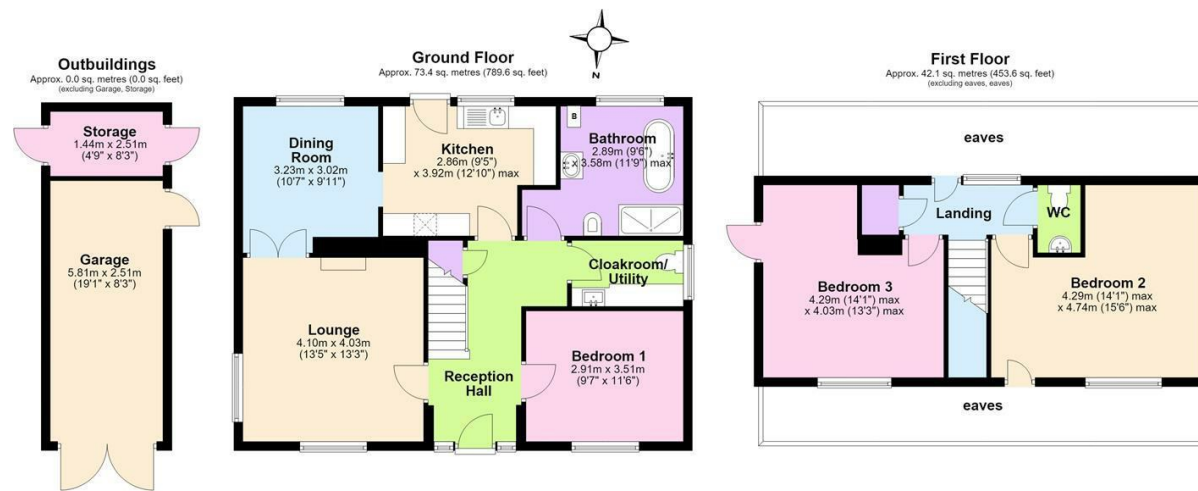 Outbuildings
Approx. 0.0 sq. metres (0.0 sq. feet)
(excluding Garage, Storage)
Storage
1.44m x 2.51m
(4'9" x 8'3")
Garage
5.81m x 2.51m
(19'1" x 8'3")
Ground Floor
Approx. 73.4 sq. metres (789.6 sq. feet)
N
Dining
Room
3.23m x 3.02m
(10'7" x 9'11")
Kitchen
2.86m (9'5")
x 3.92m (12'10") max
B
Bathroom
2.89m (9'6")
x 3.58m (11'9") max
Cloakroom/
Utility
Lounge
4.10m x 4.03m
(13'5" x 13'3")
Reception
Hall
Bedroom 1
2.91m x 3.51m
(9'7" x 11'6")
First Floor
Approx. 42.1 sq. metres (453.6 sq. feet)
(excluding eaves, eaves)
eaves
Landing
WC
Bedroom 3
4.29m (14'1") max
x 4.03m (13'3") max
Bedroom 2
4.29m (14'1") max
x 4.74m (15'6") max
eaves